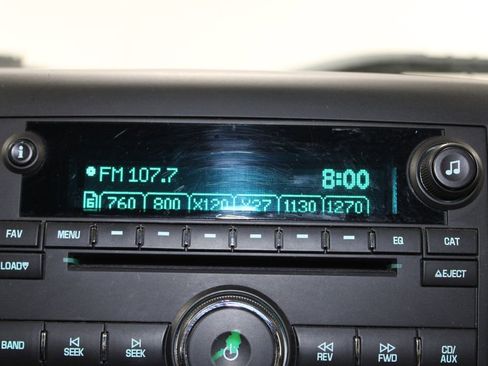 FM 107.7 8:00
6 760 800 X120 X27 1130 1270
FAV MENU EQ CAT
LOAD EJECT
BAND SEEK SEEK REV FWD CD/
AUX